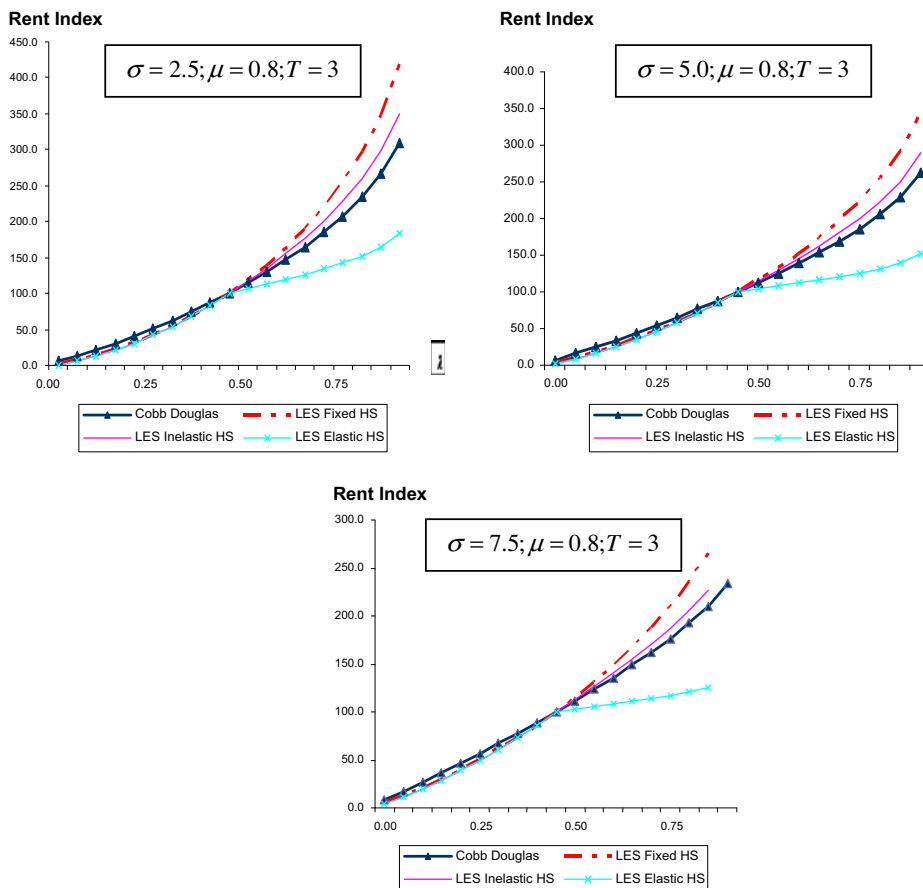 Rent Index
450.0
400.0
350.0
300.0
250.0
200.0
150.0
100.0
50.0
0.0
σ = 2.5; μ = 0.8; T = 3
0.00 0.25 0.50 0.75
Cobb Douglas LES Fixed HS
LES Inelastic HS LES Elastic HS
λ
Rent Index
400.0
350.0
300.0
250.0
200.0
150.0
100.0
50.0
0.0
σ = 5.0; μ = 0.8; T = 3
0.00 0.25 0.50 0.75
Cobb Douglas LES Fixed HS
LES Inelastic HS LES Elastic HS
Rent Index
300.0
250.0
200.0
150.0
100.0
50.0
0.0
σ = 7.5; μ = 0.8; T = 3
0.00 0.25 0.50 0.75
Cobb Douglas LES Fixed HS
LES Inelastic HS LES Elastic HS